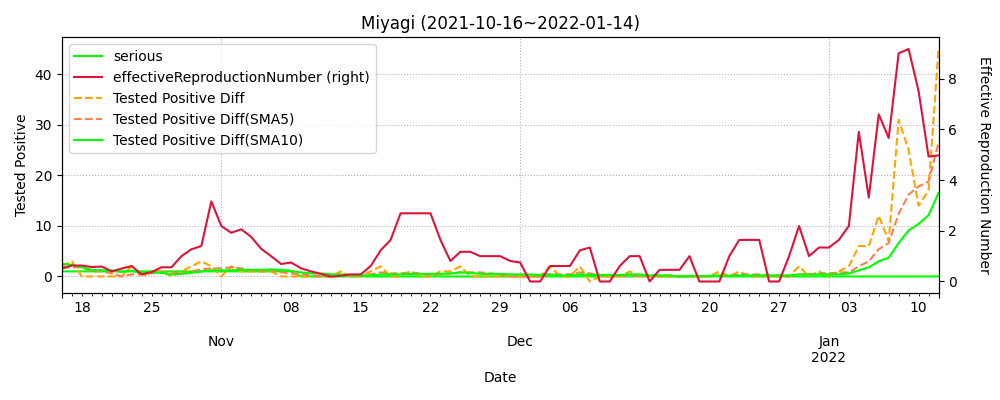 Miyagi (2021-10-16~2022-01-14)
serious
effectiveReproductionNumber (right)
Tested Positive Diff
Tested Positive Diff(SMA5)
Tested Positive Diff(SMA10)
Tested Positive
40
30
20
10
0
Effective Reproduction Number
8
6
4
2
0
18 25 08 15 22 29 06 13 20 27 03 10
Nov Dec Jan
2022
Date